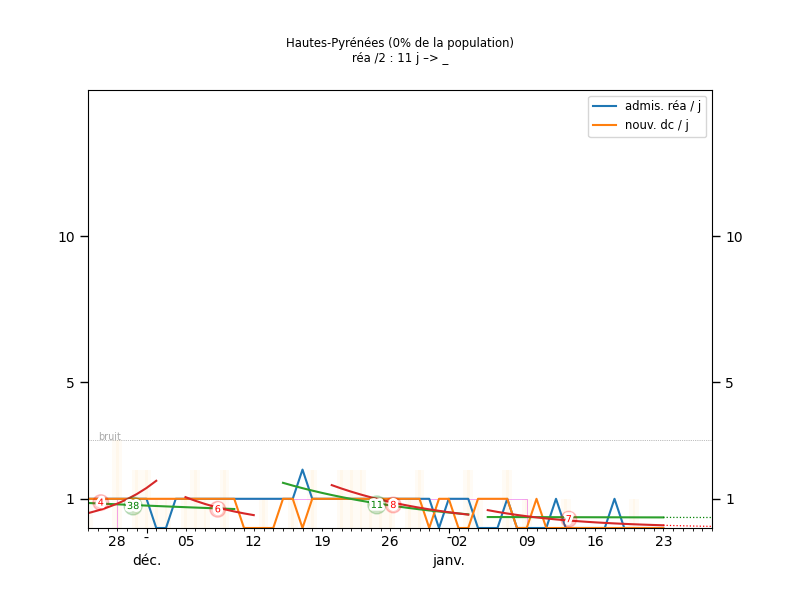 Hautes-Pyrénées (0% de la population)
réa /2 : 11 j –> _
admis. réa / j
nouv. dc / j
10 10
5 5
bruit
1 1
4 38 6 11 8 7
28 - 05 12 19 26 -02 09 16 23
déc. janv.